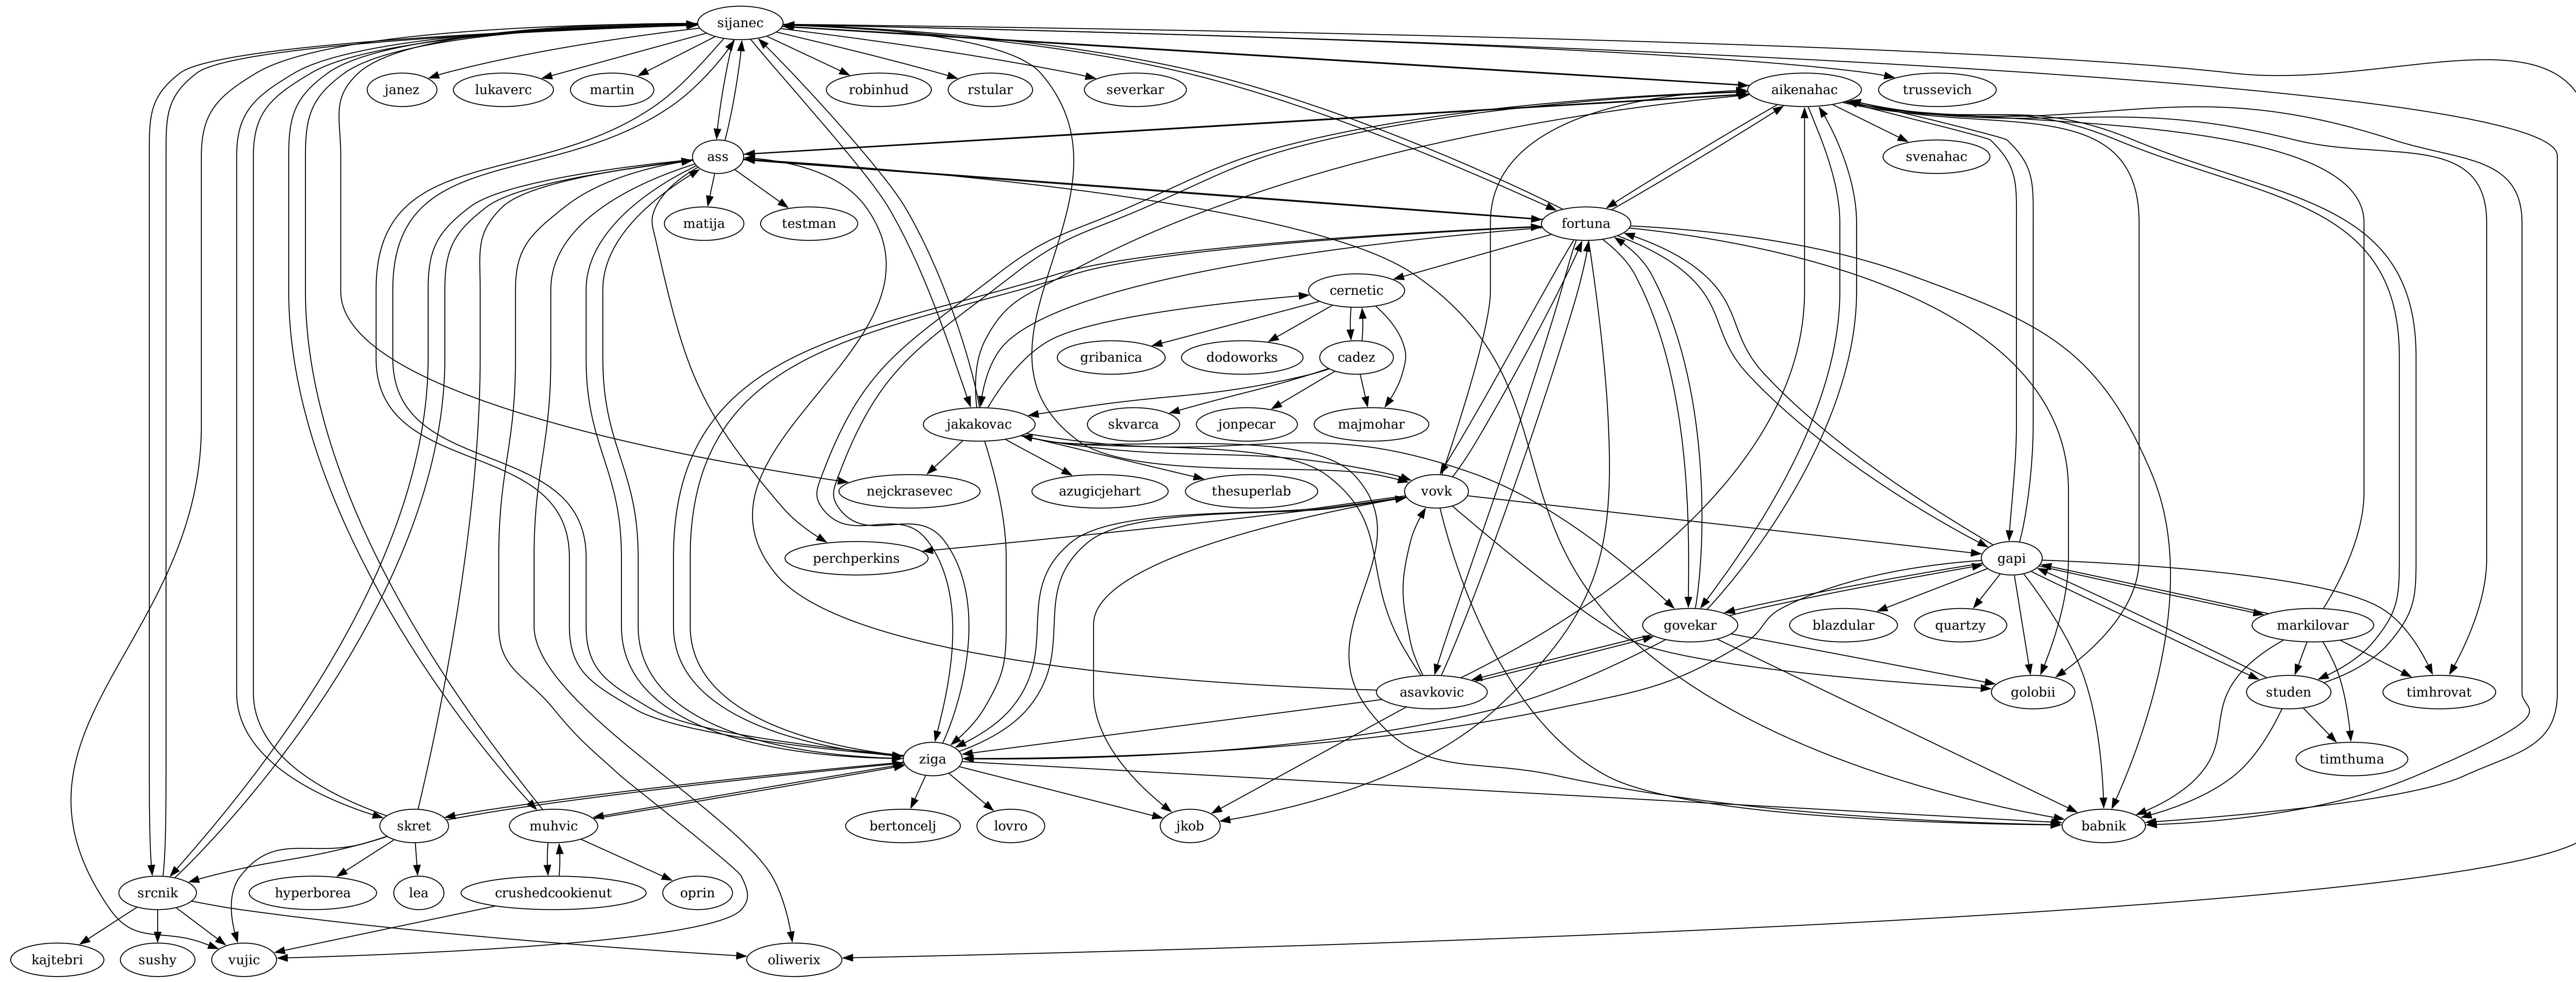 sijanec
janez
lukaverc
martin
robinhud
rstular
severkar
aikenahac
trussevich
ass
svenahac
matija
testman
fortuna
cernetic
gribanica
dodoworks
cadez
jakakovac
skvarca
jonpecar
majmohar
nejckrasevec
azugicjehart
thesuperlab
vovk
perchperkins
gapi
govekar
blazdular
quartzy
markilovar
asavkovic
golobii
studen
timhrovat
ziga
timthuma
skret
muhvic
bertoncelj
lovro
jkob
babnik
srcnik
hyperborea
lea
crushedcookienut
oprin
kajtebri
sushy
vujic
oliwerix